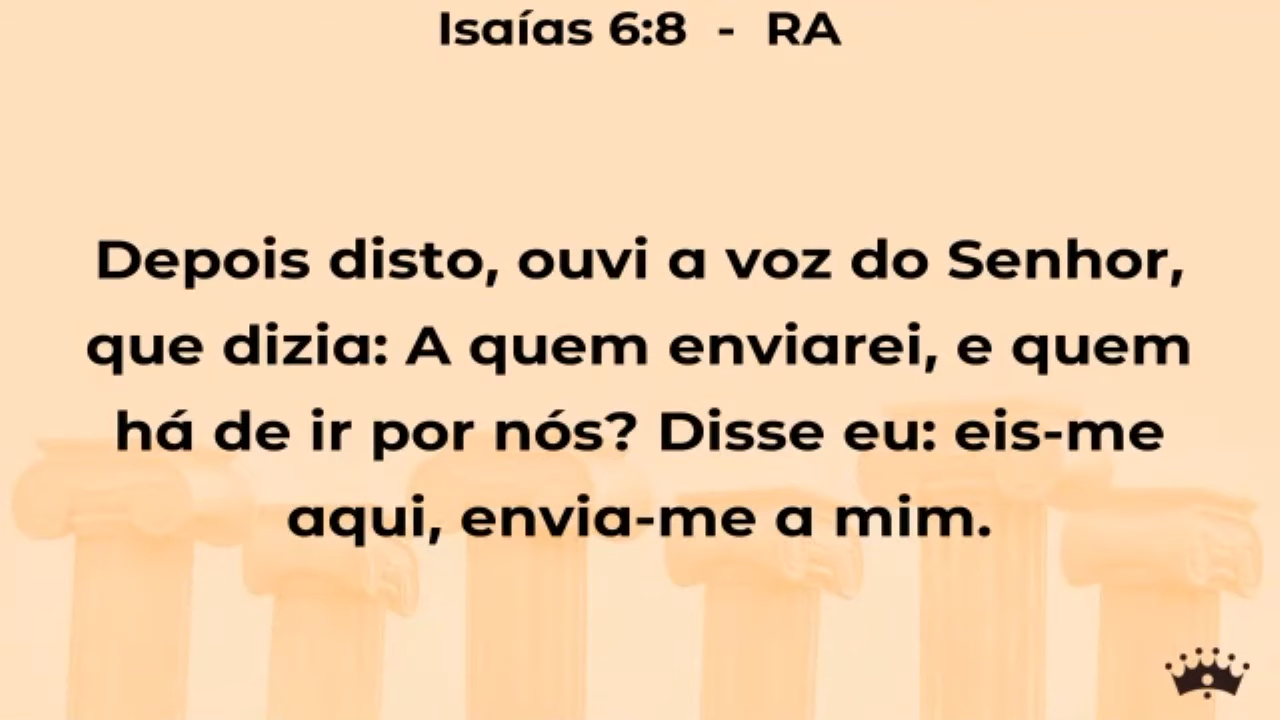 Isaías 6:8 - RA
Depois disto, ouvi a voz do Senhor,
que dizia: A quem enviarei, e quem
há de ir por nós? Disse eu: eis-me
aqui, envia-me a mim.